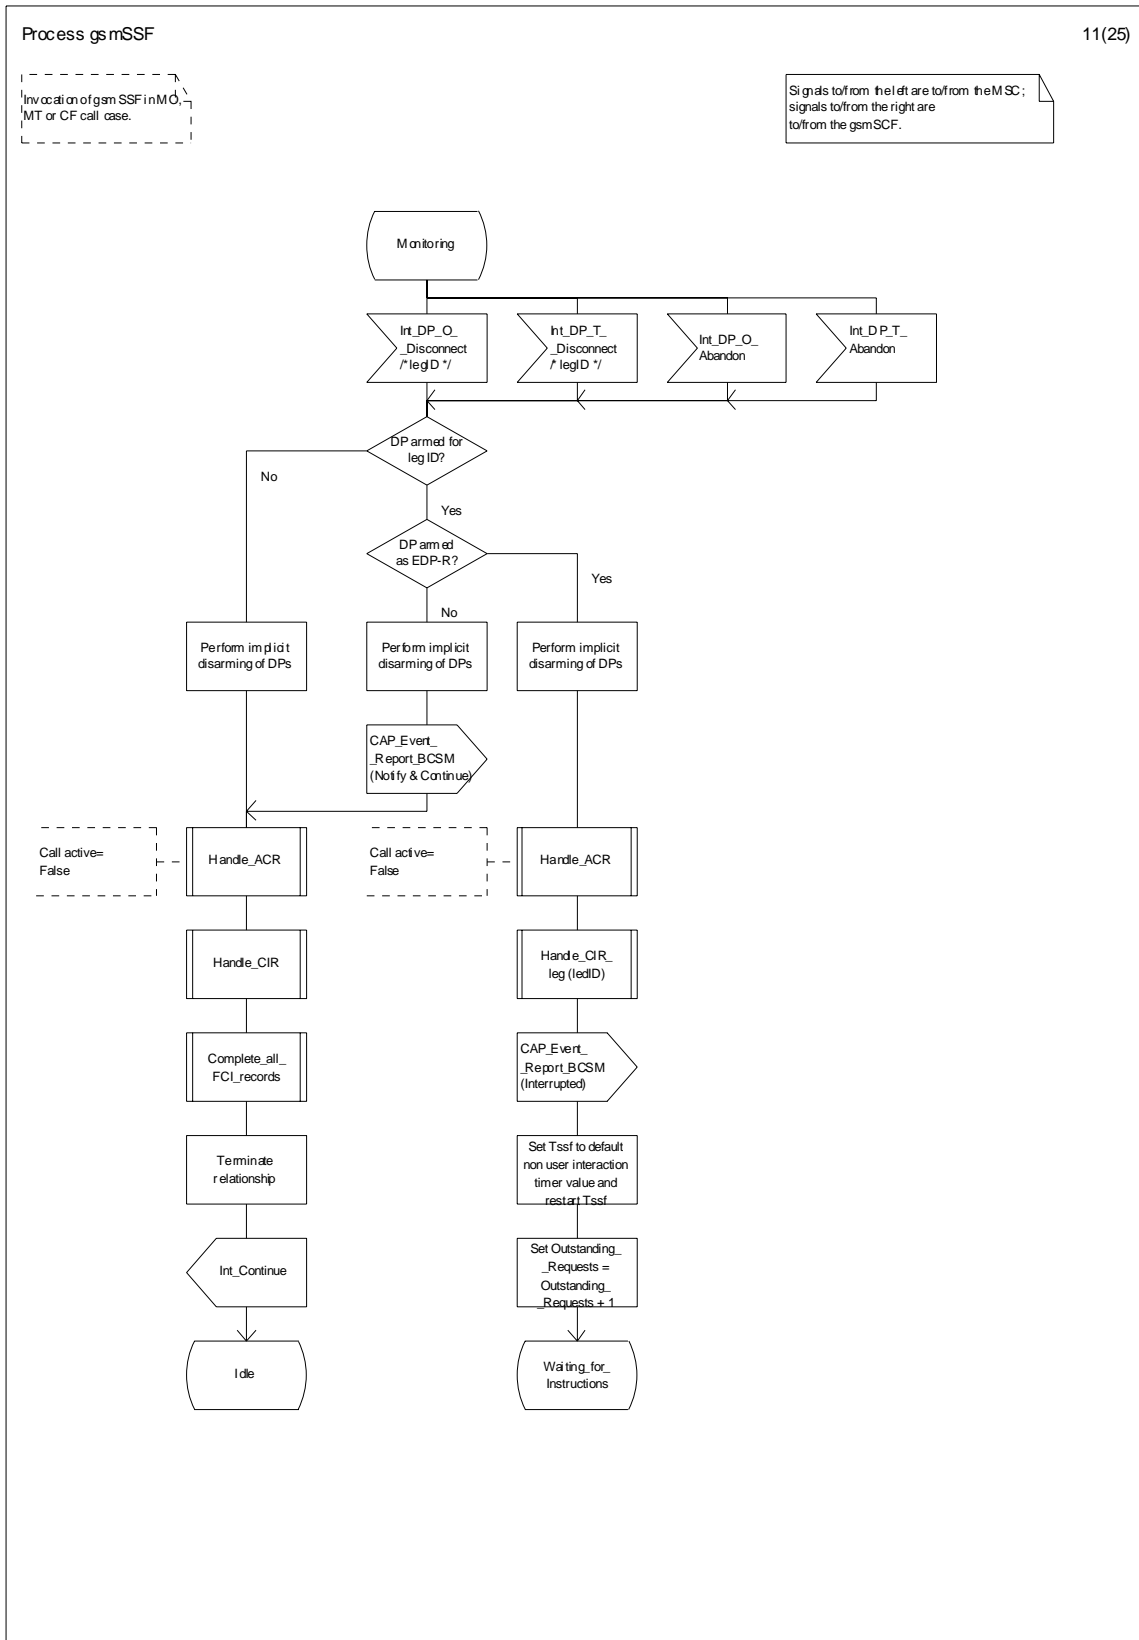 Process gsmSSF
11(25)
Invocation of gsmSSF in MO,
MT or CF call case.
Signals to/from the left are to/from the MSC;
signals to/from the right are
to/from the gsmSCF.
Monitoring
Int_DP_O_
_Disconnect
/* legID */
Int_DP_T_
_Disconnect
/* legID */
Int_DP_O_
Abandon
Int_DP_T_
Abandon
DP armed for
leg ID?
No
Yes
DP armed
as EDP-R?
Yes
No
Perform implicit
disarming of DPs
Perform implicit
disarming of DPs
Perform implicit
disarming of DPs
CAP_Event_
_Report_BCSM
(Notify & Continue)
Call active=
False
Handle_ACR
Call active=
False
Handle_ACR
Handle_CIR
Handle_CIR_
leg (ledID)
Complete_all_
FCI_records
CAP_Event_
_Report_BCSM
(Interrupted)
Terminate
relationship
Set Tssf to default
non user interaction
timer value and
restart Tssf
Int_Continue
Set Outstanding_
_Requests =
Outstanding_
_Requests + 1
Idle
Waiting_for_
Instructions